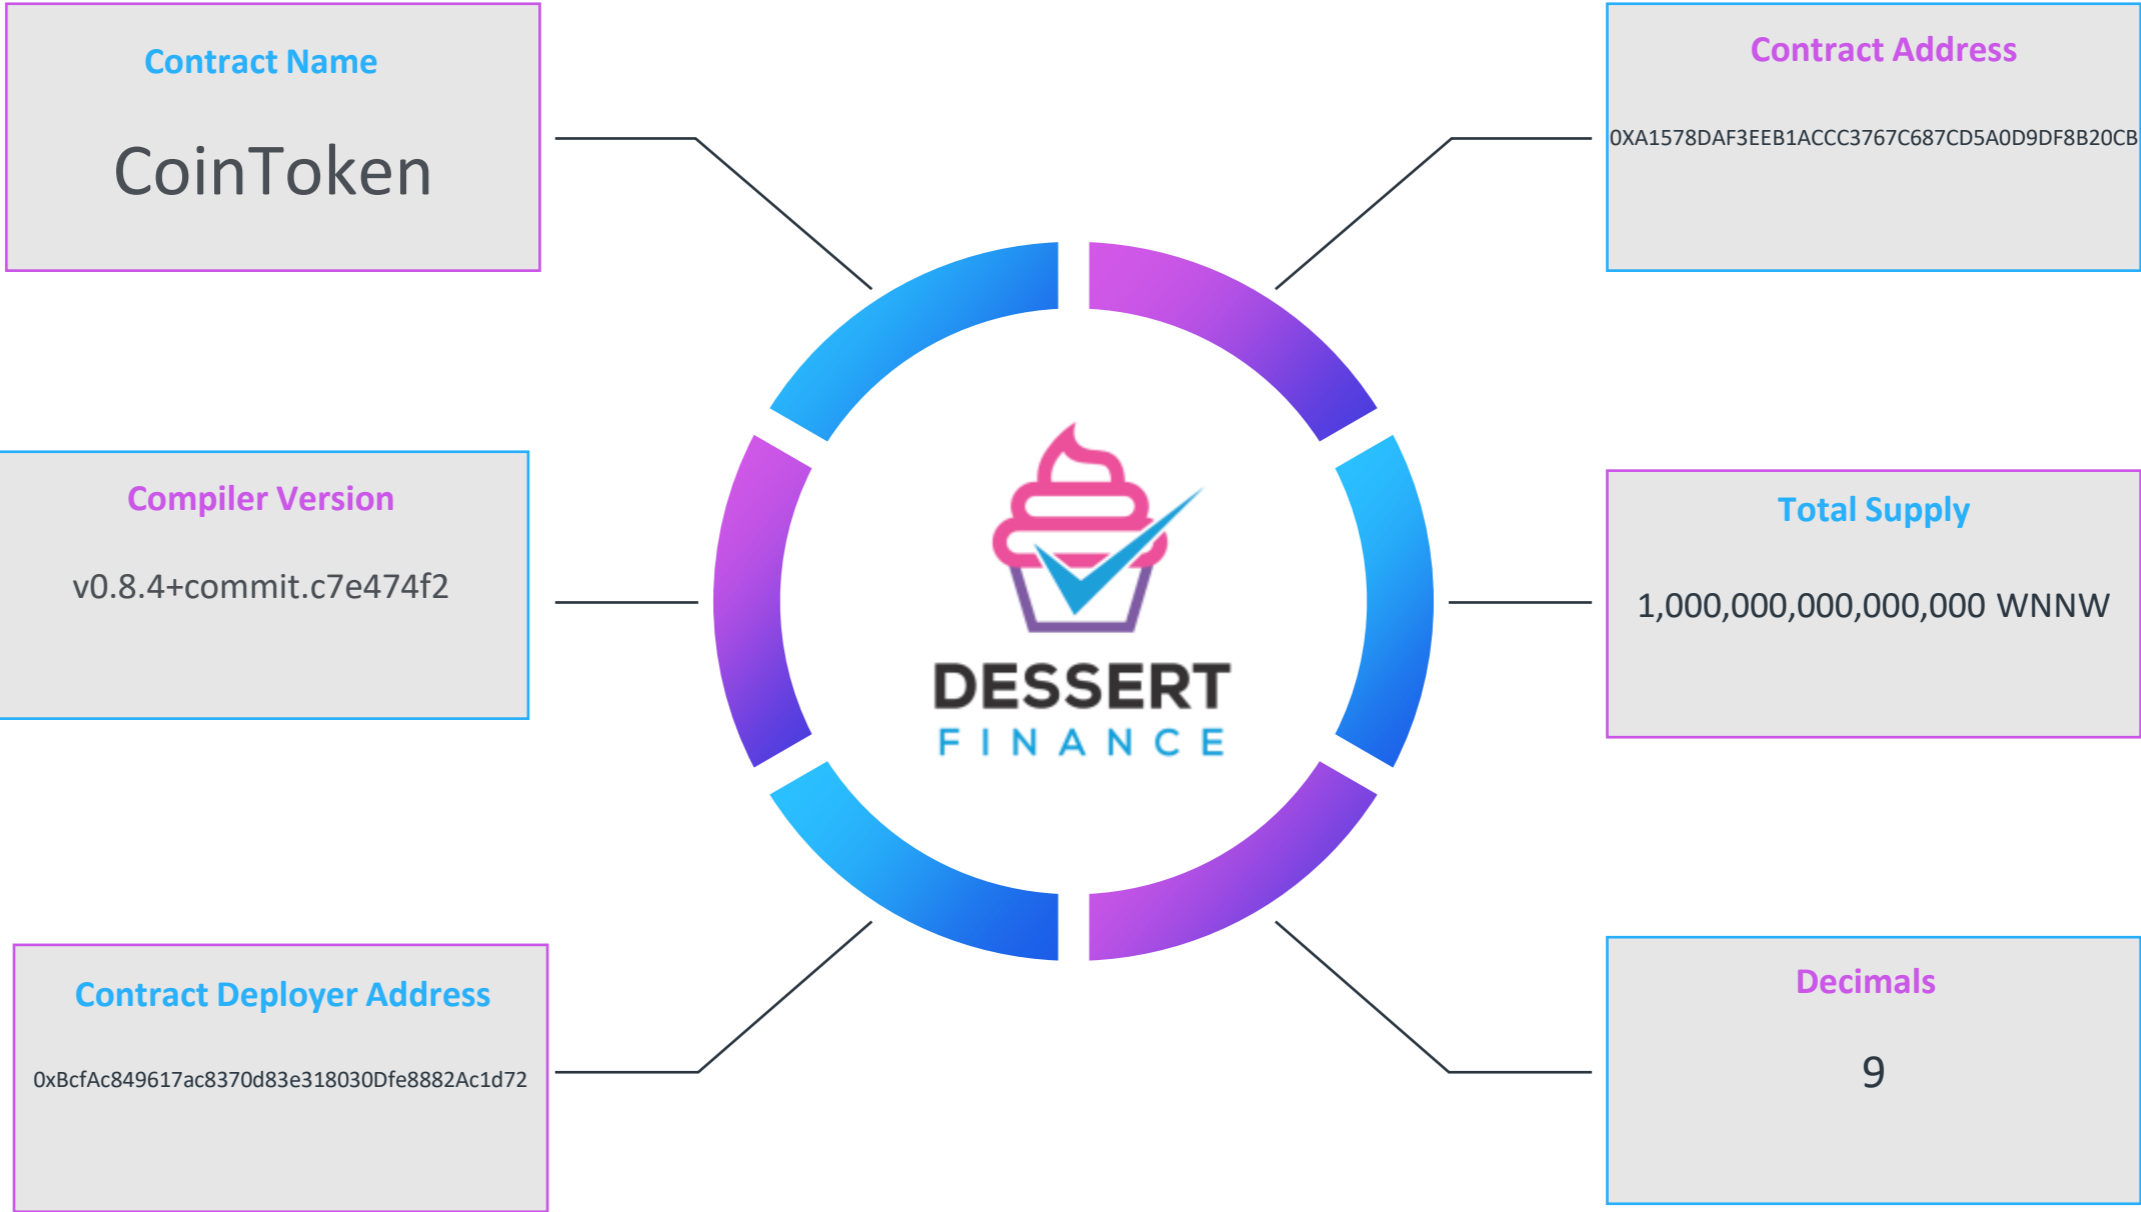 Contract Name
CoinToken
Contract Address
0XA1578DAF3EEB1ACCC3767C687CD5A0D9DF8B20CB
Compiler Version
v0.8.4+commit.c7e474f2
DESSERT
FINANCE
Total Supply
1,000,000,000,000,000 WNNW
Contract Deployer Address
0xBcfAc849617ac8370d83e318030Dfe8882Ac1d72
Decimals
9